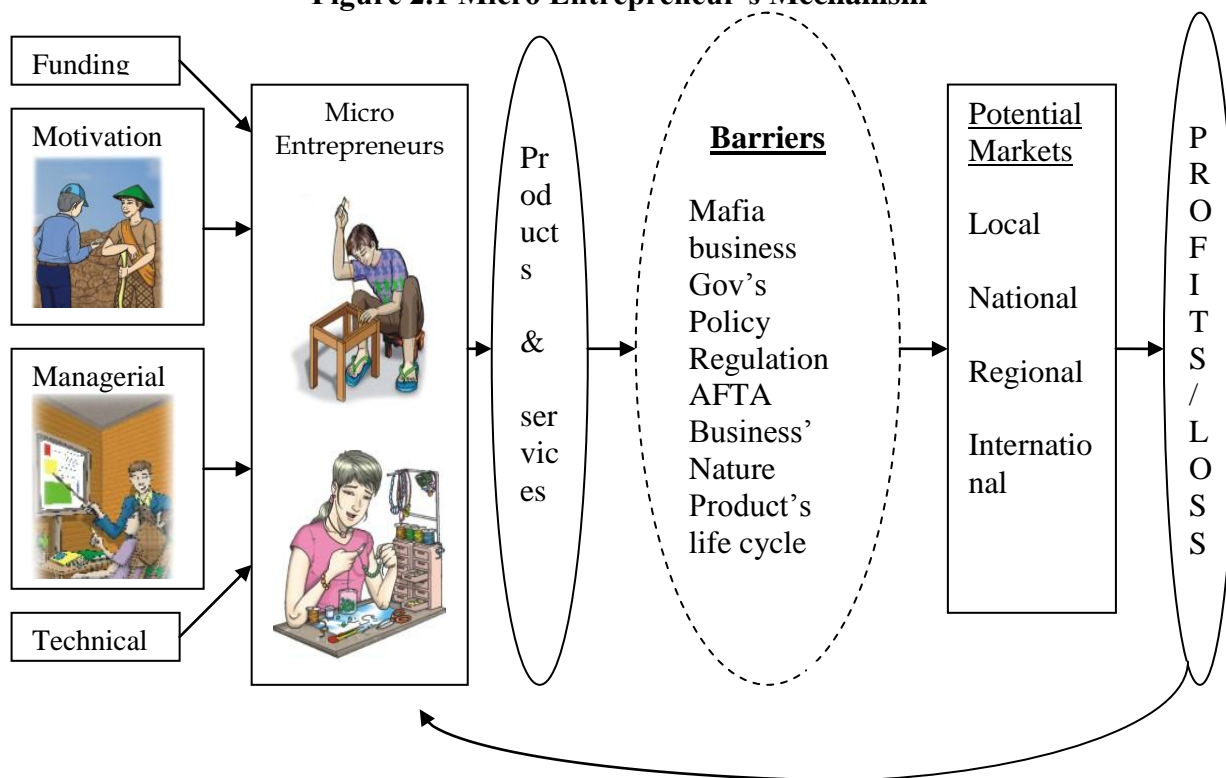 Figure 2.1 Micro Entrepreneur's Mechanism
Funding
Motivation
Managerial
Technical
Micro
Entrepreneurs
Pr
od
uct
s
&
ser
vic
es
Barriers
Mafia
business
Gov's
Policy
Regulation
AFTA
Business'
Nature
Product's
life cycle
Potential
Markets
Local
National
Regional
Internatio
nal
P
R
O
F
I
T
S
/
L
O
S
S